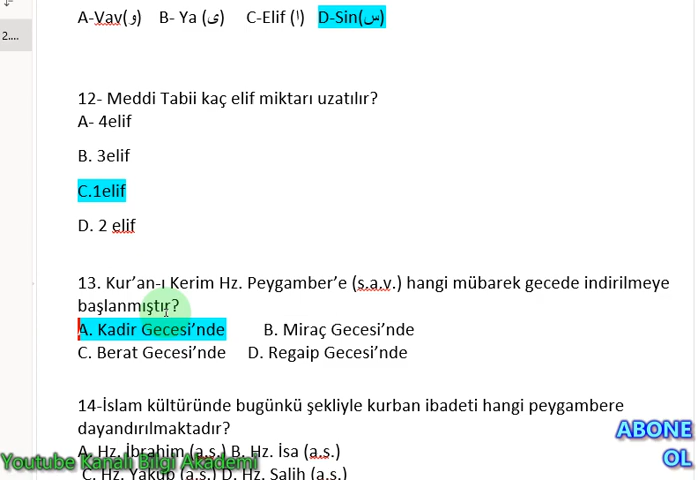 A-Vav(و) B- Ya (ى) C-Elif (ا) D-Sin(س)
2....
12- Meddi Tabii kaç elif miktarı uzatılır?
A- 4elif
B. 3elif
C.1elif
D. 2 elif
13. Kur’an-ı Kerim Hz. Peygamber’e (s.a.v.) hangi mübarek gecede indirilmeye
başlanmıştır?
A. Kadir Gecesi’nde B. Miraç Gecesi’nde
C. Berat Gecesi’nde D. Regaip Gecesi’nde
14-İslam kültüründe bugünkü şekliyle kurban ibadeti hangi peygambere
dayandırılmaktadır?
A. Hz. İbrahim (a.s.) B. Hz. İsa (a.s.)
C. Hz. Yakup (a.s.) D. Hz. Salih (a.s.)
Youtube Kanali Bilgi Akademi
ABONE
OL